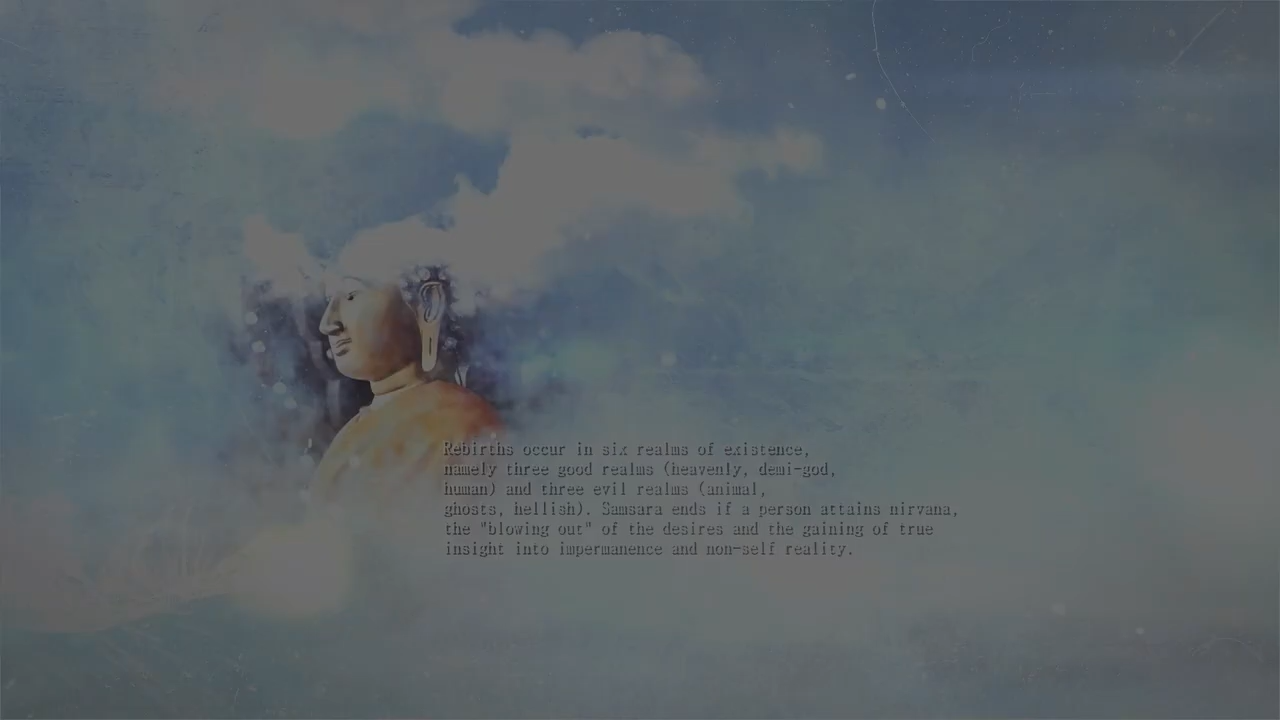 Rebirths occur in six realms of existence,
namely three good realms (heavenly, demi-god,
human) and three evil realms (animal,
ghosts, hellish). Samsara ends if a person attains nirvana,
the "blowing out" of the desires and the gaining of true
insight into impermanence and non-self reality.